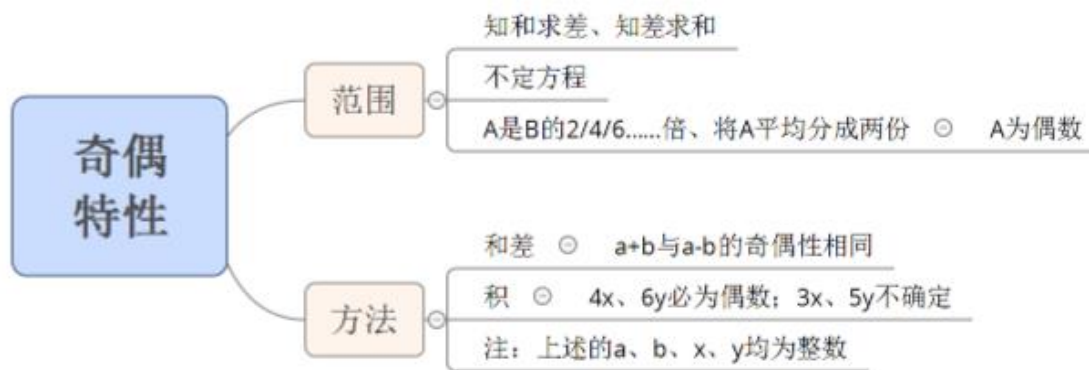 奇偶
特性
范围
知和求差、知差求和
不定方程
A是B的2/4/6......倍、将A平均分成两份
A为偶数
方法
和差
a+b与a-b的奇偶性相同
积
4x、6y必为偶数；3x、5y不确定
注：上述的a、b、x、y均为整数